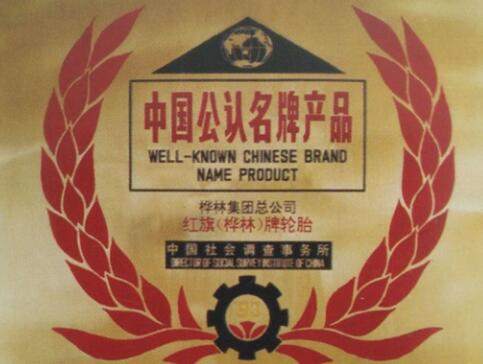 中国公认名牌产品
WELL-KNOWN CHINESE BRAND
NAME PRODUCT
桦林集团总公司
红旗(桦林)牌轮胎
中国社会调查事务所
DIRECTOR OF SOCIAL SURVEY INSTITUTE OF CHINA
93